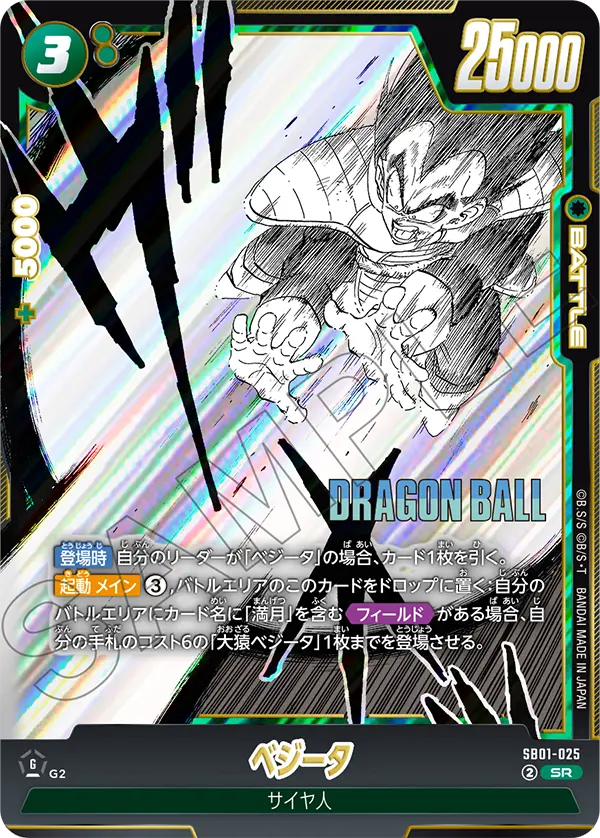 3
25000
+ 5000
BATTLE
SAMPLE
DRAGON BALL
登場時 自分のリーダーが「ベジータ」の場合、カード1枚を引く。
起動メイン ③,バトルエリアのこのカードをドロップに置く:自分の
バトルエリアにカード名に「満月」を含む フィールド がある場合、自
分の手札のコスト6の「大猿ベジータ」1枚までを登場させる。
©B.S/S ©B/S・T BANDAI MADE IN JAPAN
G
G2
ベジータ
SB01-025
② SR
サイヤ人